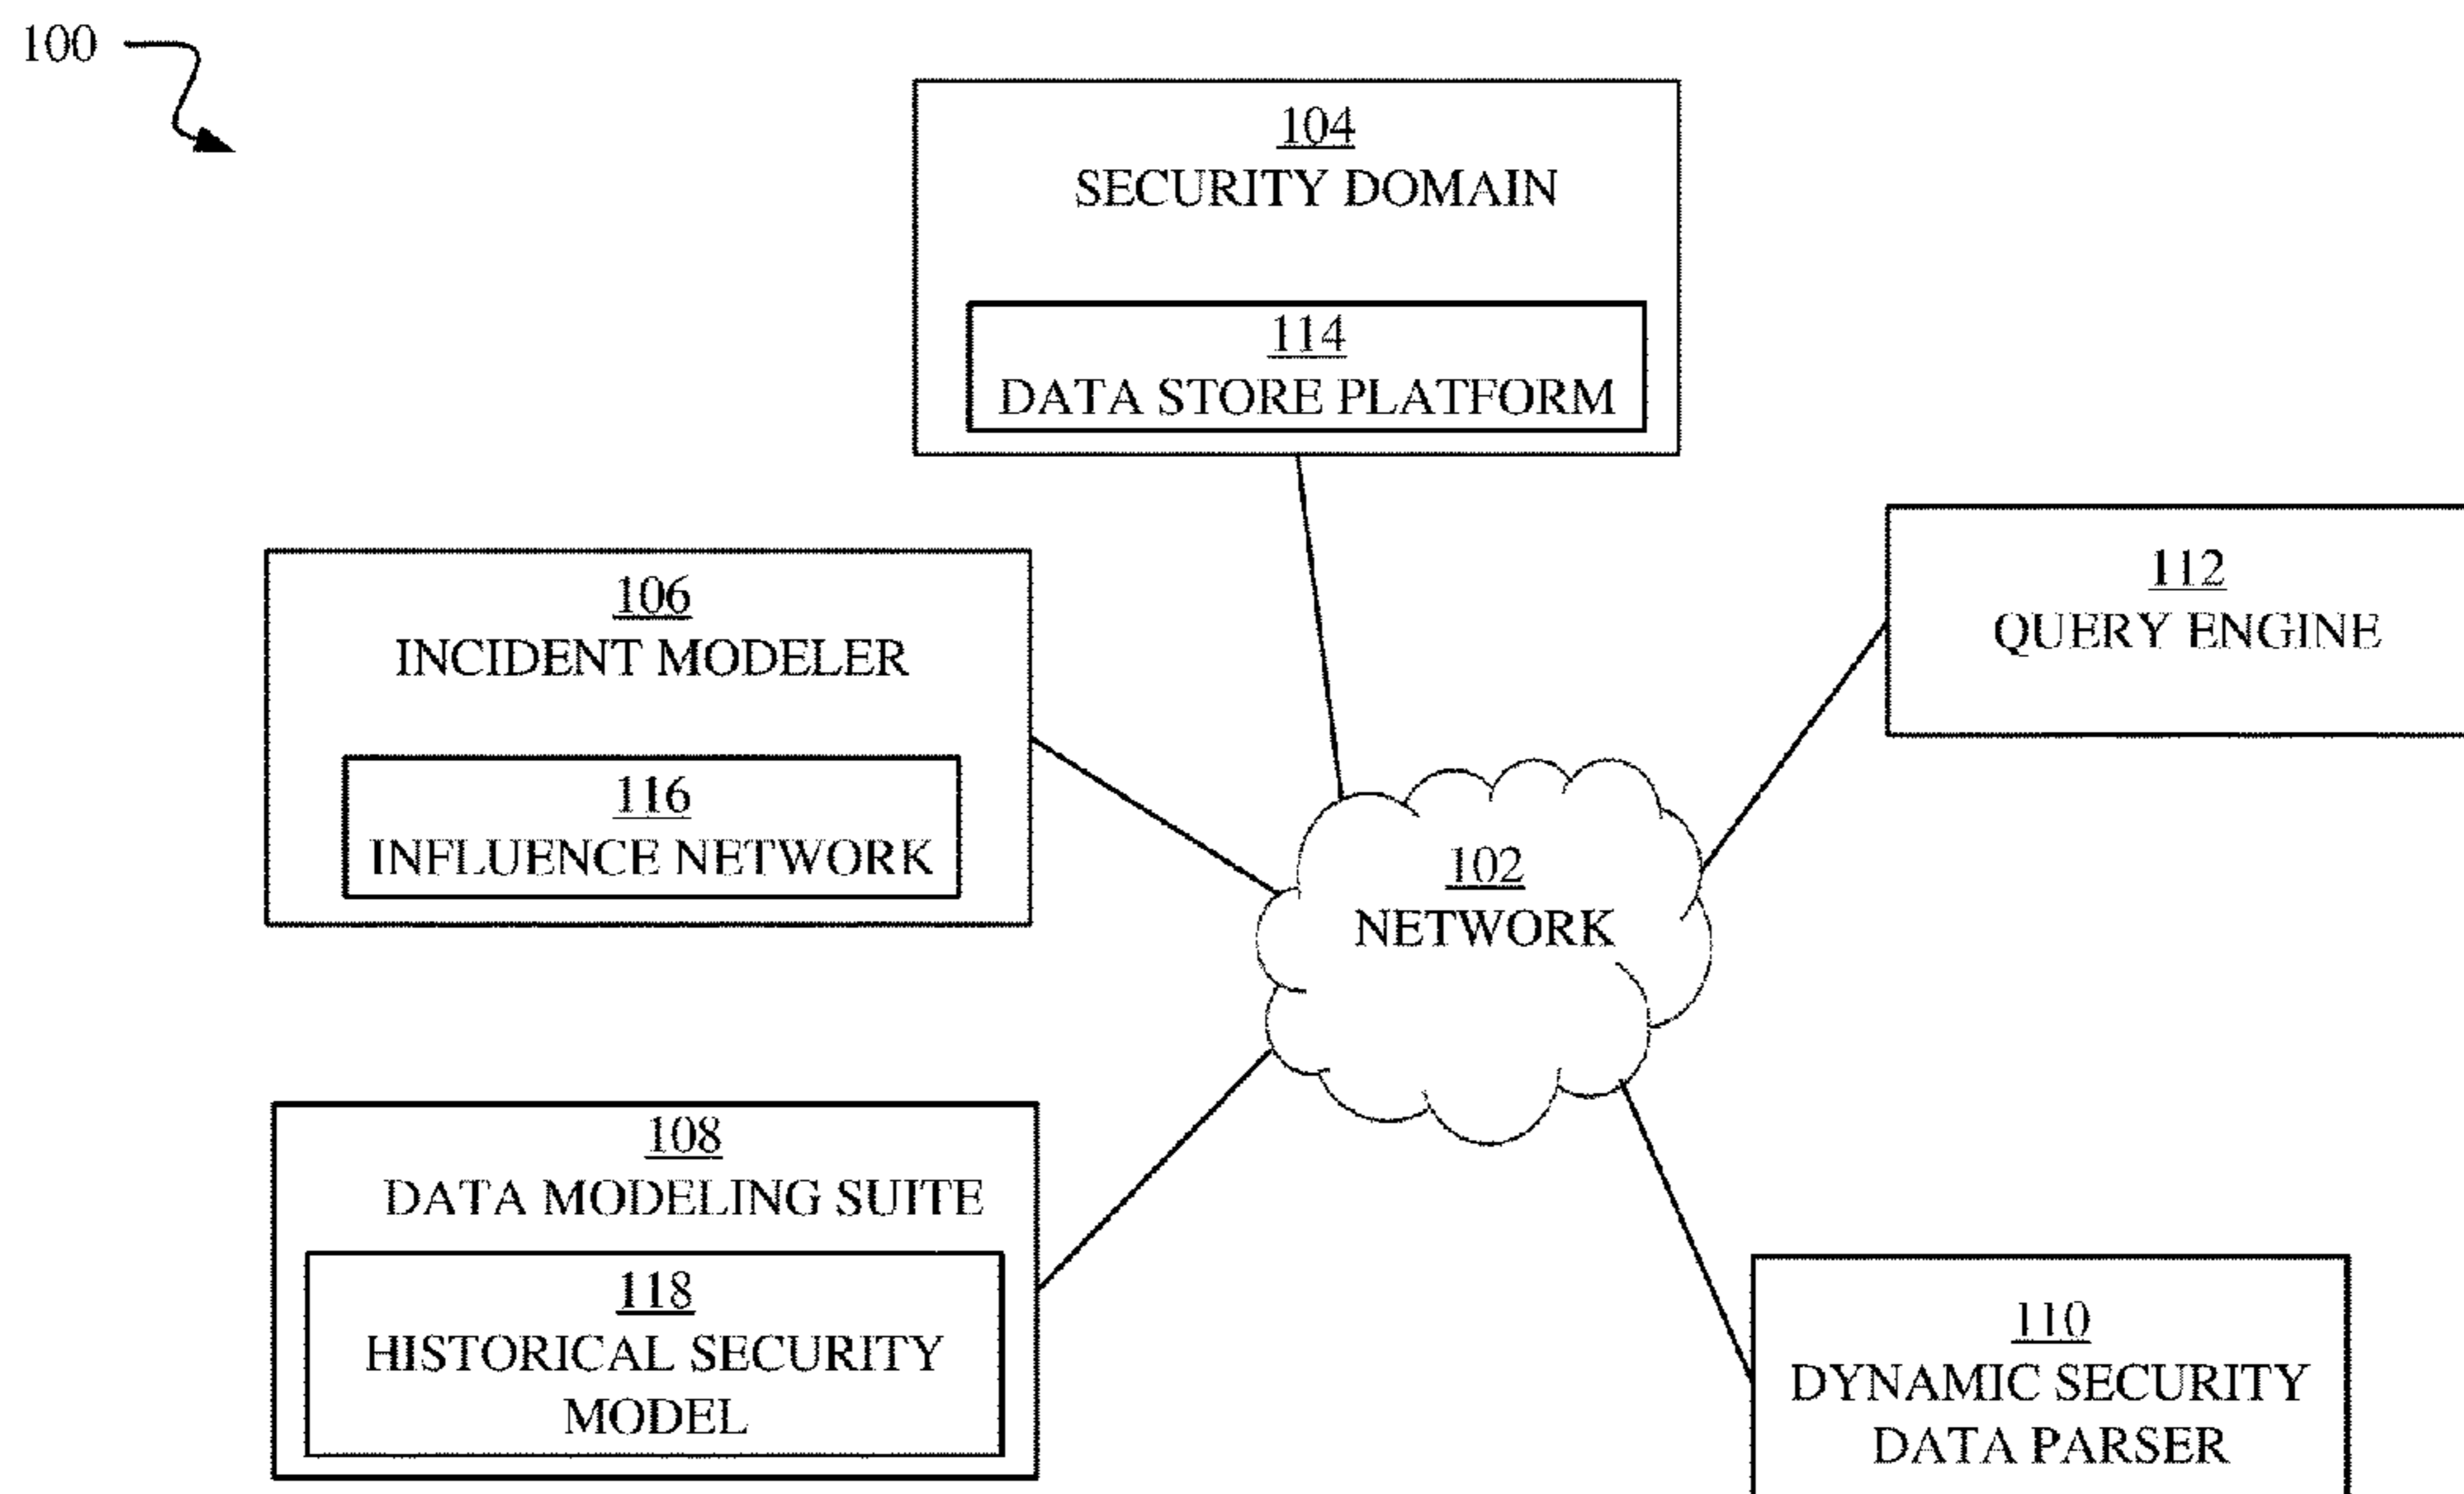 100
104
SECURITY DOMAIN
114
DATA STORE PLATFORM
106
INCIDENT MODELER
116
INFLUENCE NETWORK
112
QUERY ENGINE
102
NETWORK
108
DATA MODELING SUITE
118
HISTORICAL SECURITY
MODEL
110
DYNAMIC SECURITY
DATA PARSER